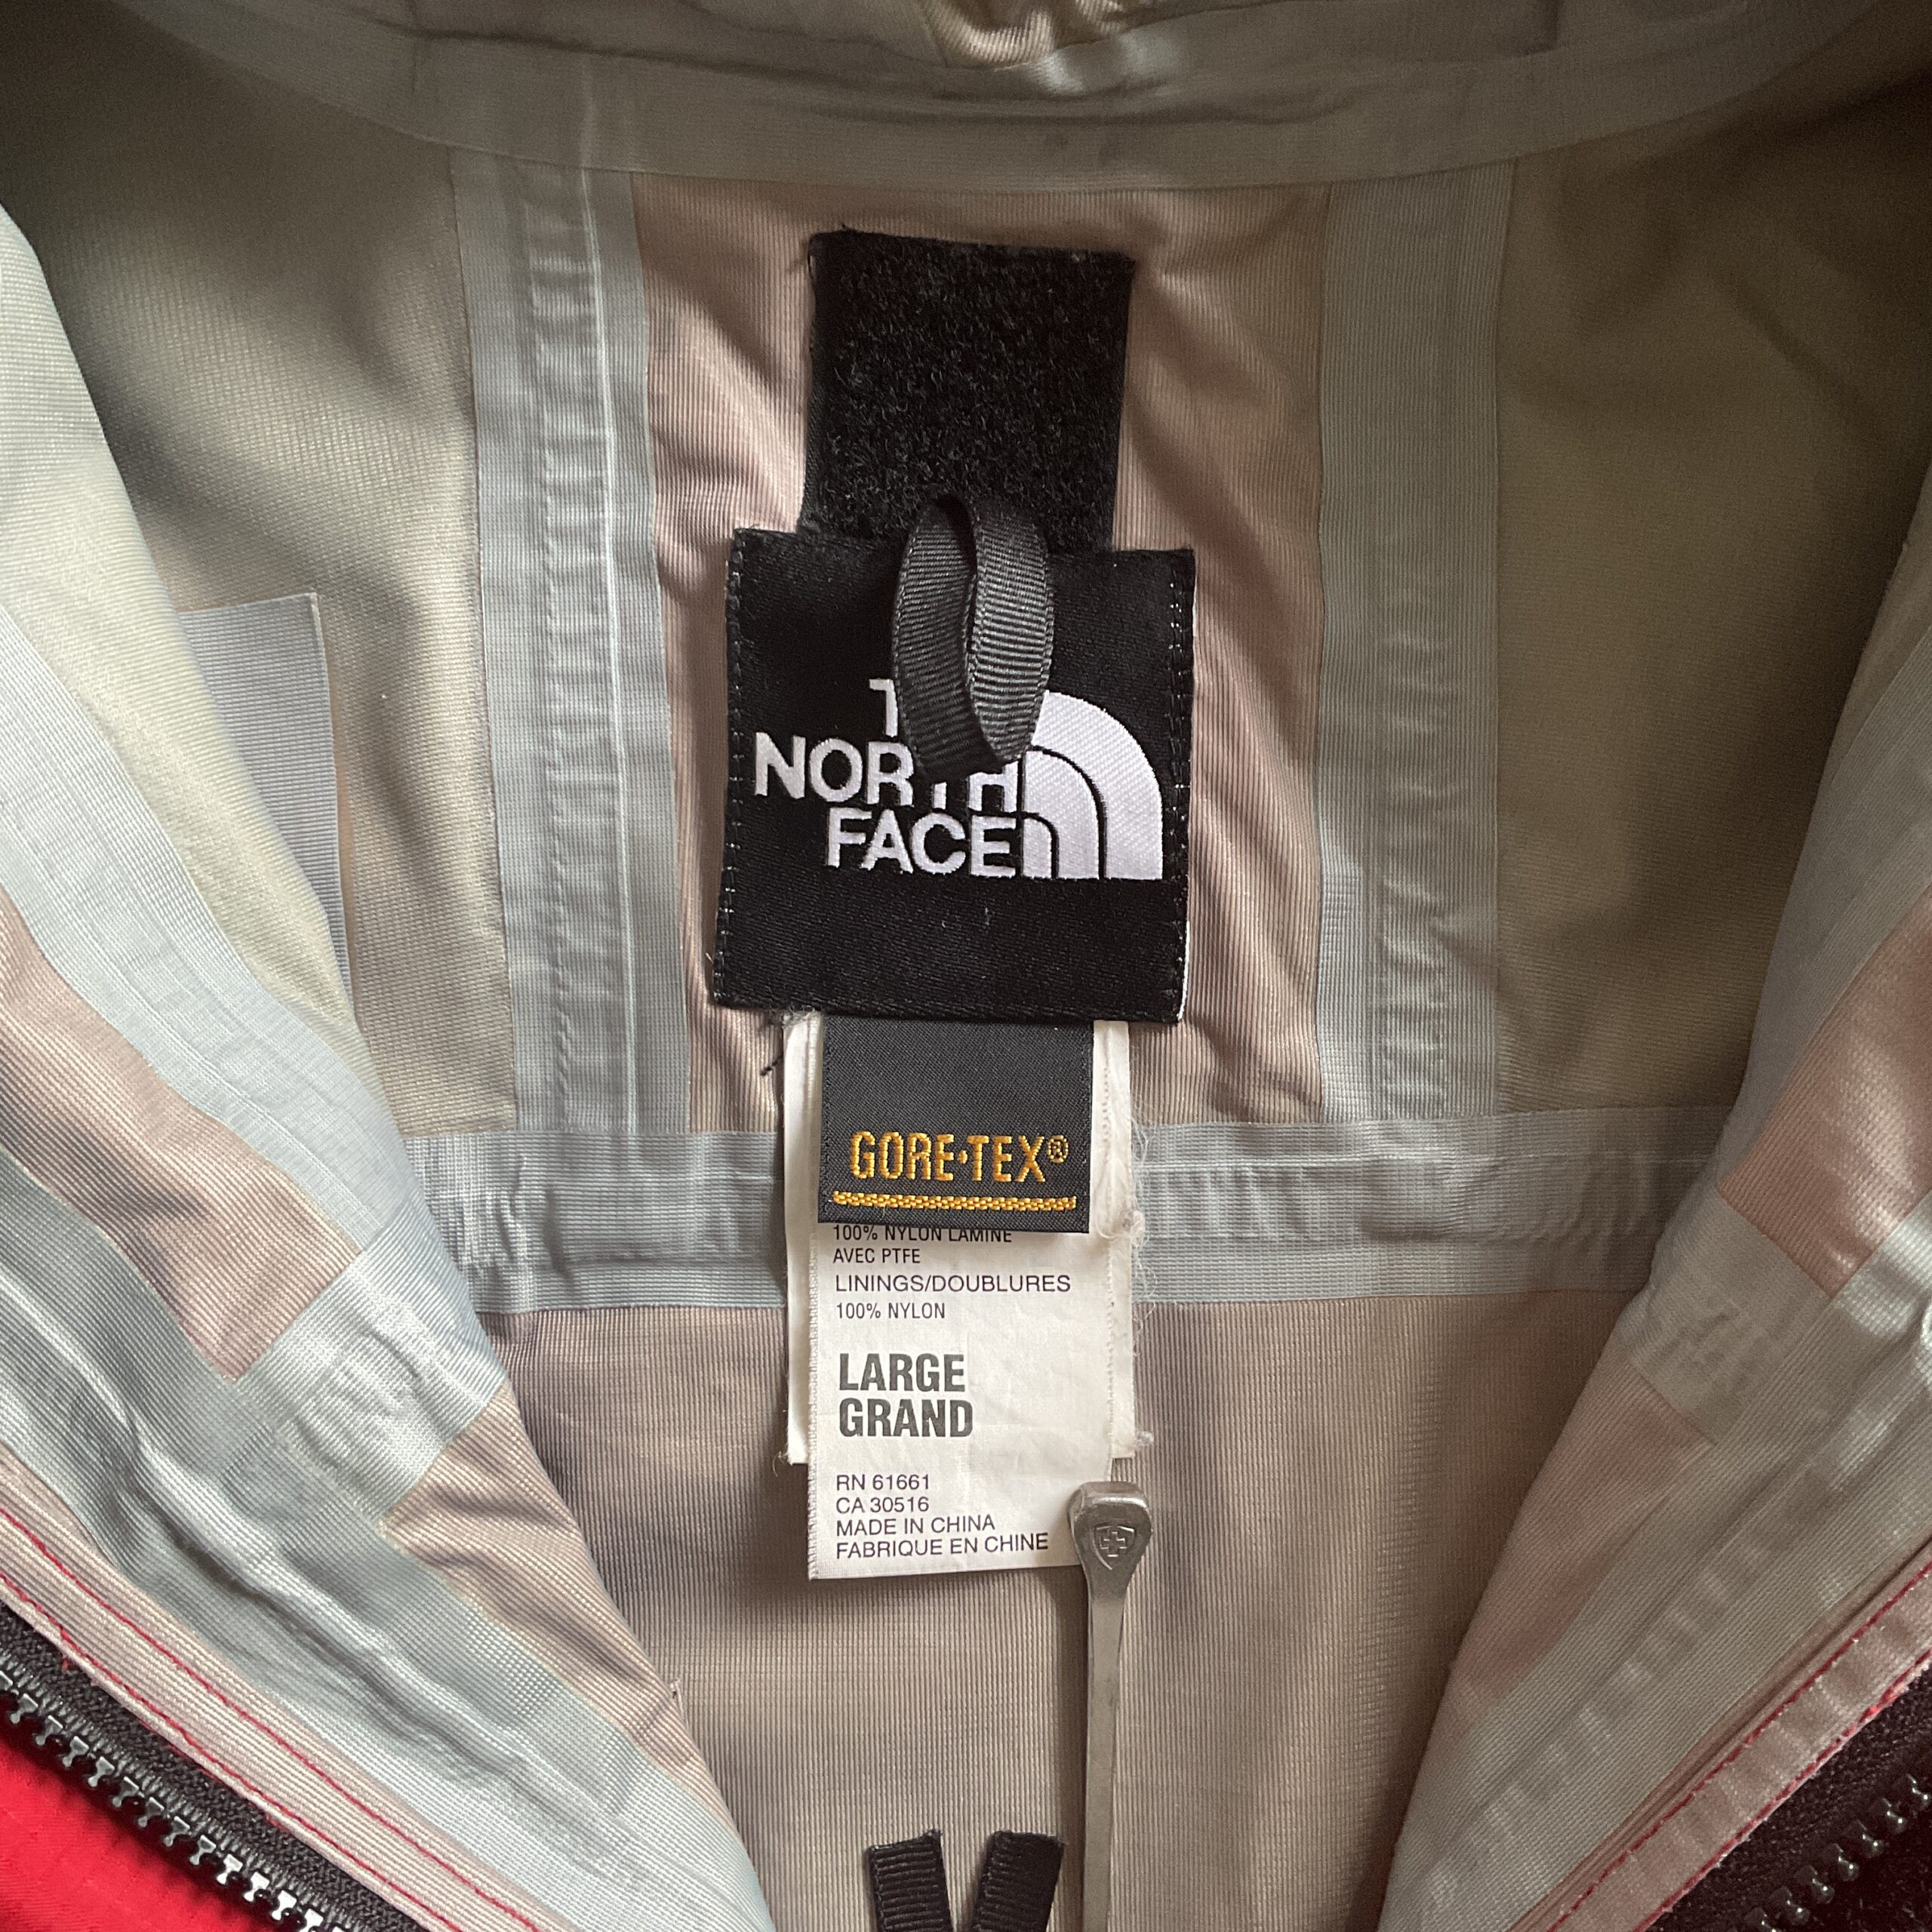 NORTH
FACE
GORE-TEX®
100% NYLON LAMINE
AVEC PTFE
LININGS/DOUBLURES
100% NYLON
LARGE
GRAND
RN 61661
CA 30516
MADE IN CHINA
FABRIQUE EN CHINE